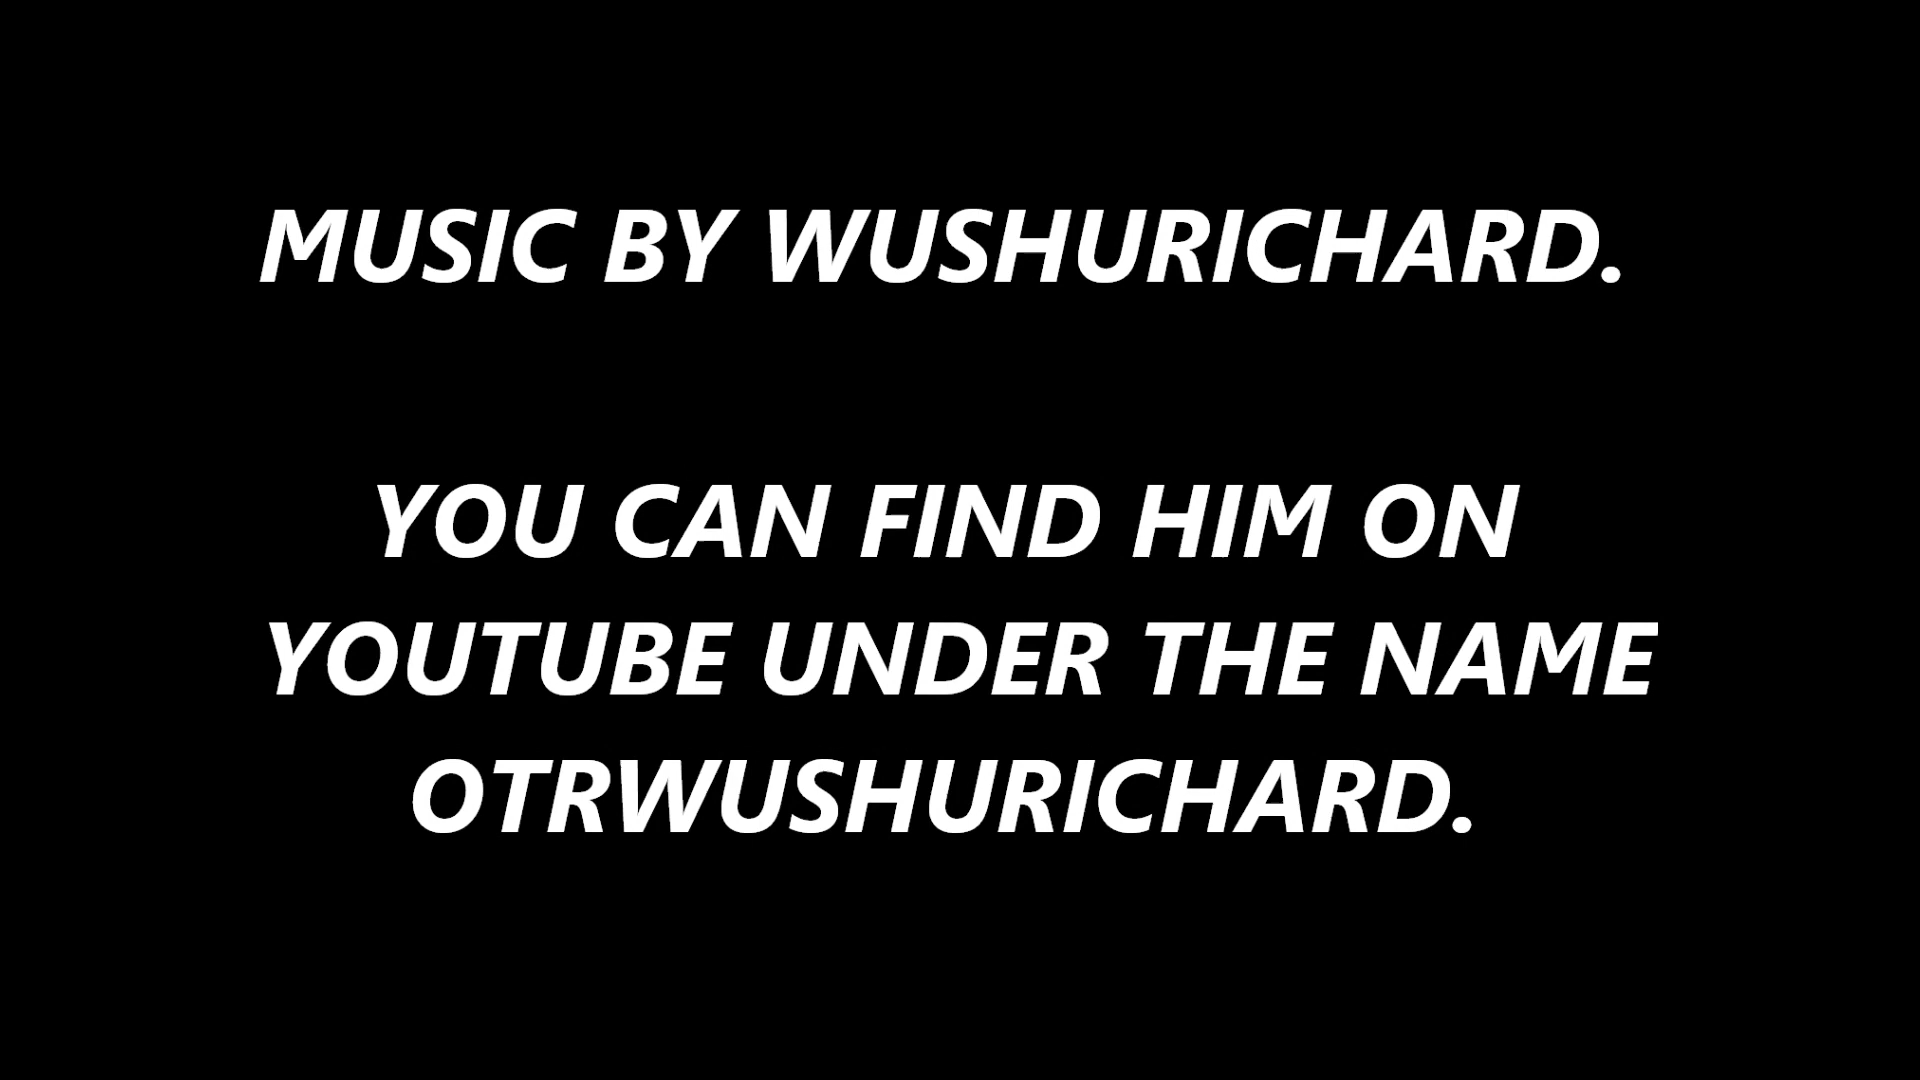 MUSIC BY WUSHURICHARD.
YOU CAN FIND HIM ON
YOUTUBE UNDER THE NAME
OTRWUSHURICHARD.